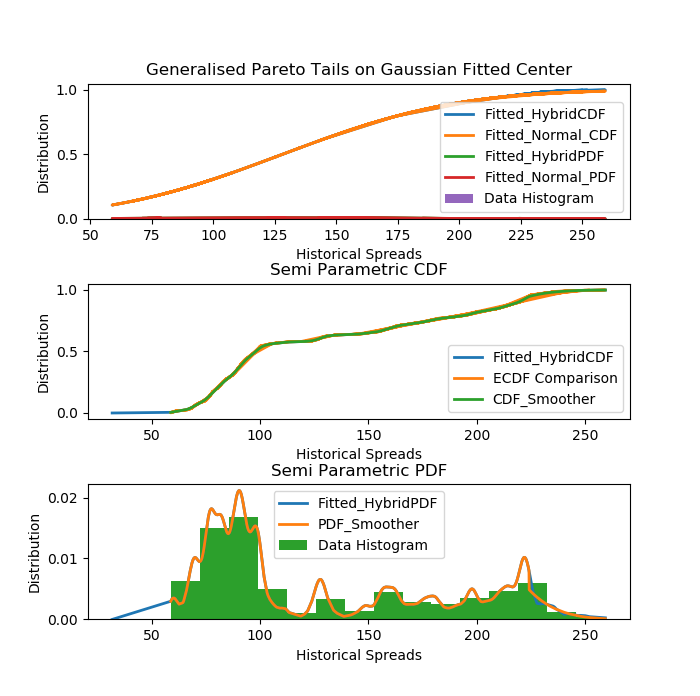 Generalised Pareto Tails on Gaussian Fitted Center
1.0
0.5
0.0
Distribution
Fitted_HybridCDF
Fitted_Normal_CDF
Fitted_HybridPDF
Fitted_Normal_PDF
Data Histogram
50 75 100 125 150 175 200 225 250
Historical Spreads
Semi Parametric CDF
1.0
0.5
0.0
Distribution
Fitted_HybridCDF
ECDF Comparison
CDF_Smoother
50 100 150 200 250
Historical Spreads
Semi Parametric PDF
0.02
0.01
0.00
Distribution
Fitted_HybridPDF
PDF_Smoother
Data Histogram
50 100 150 200 250
Historical Spreads